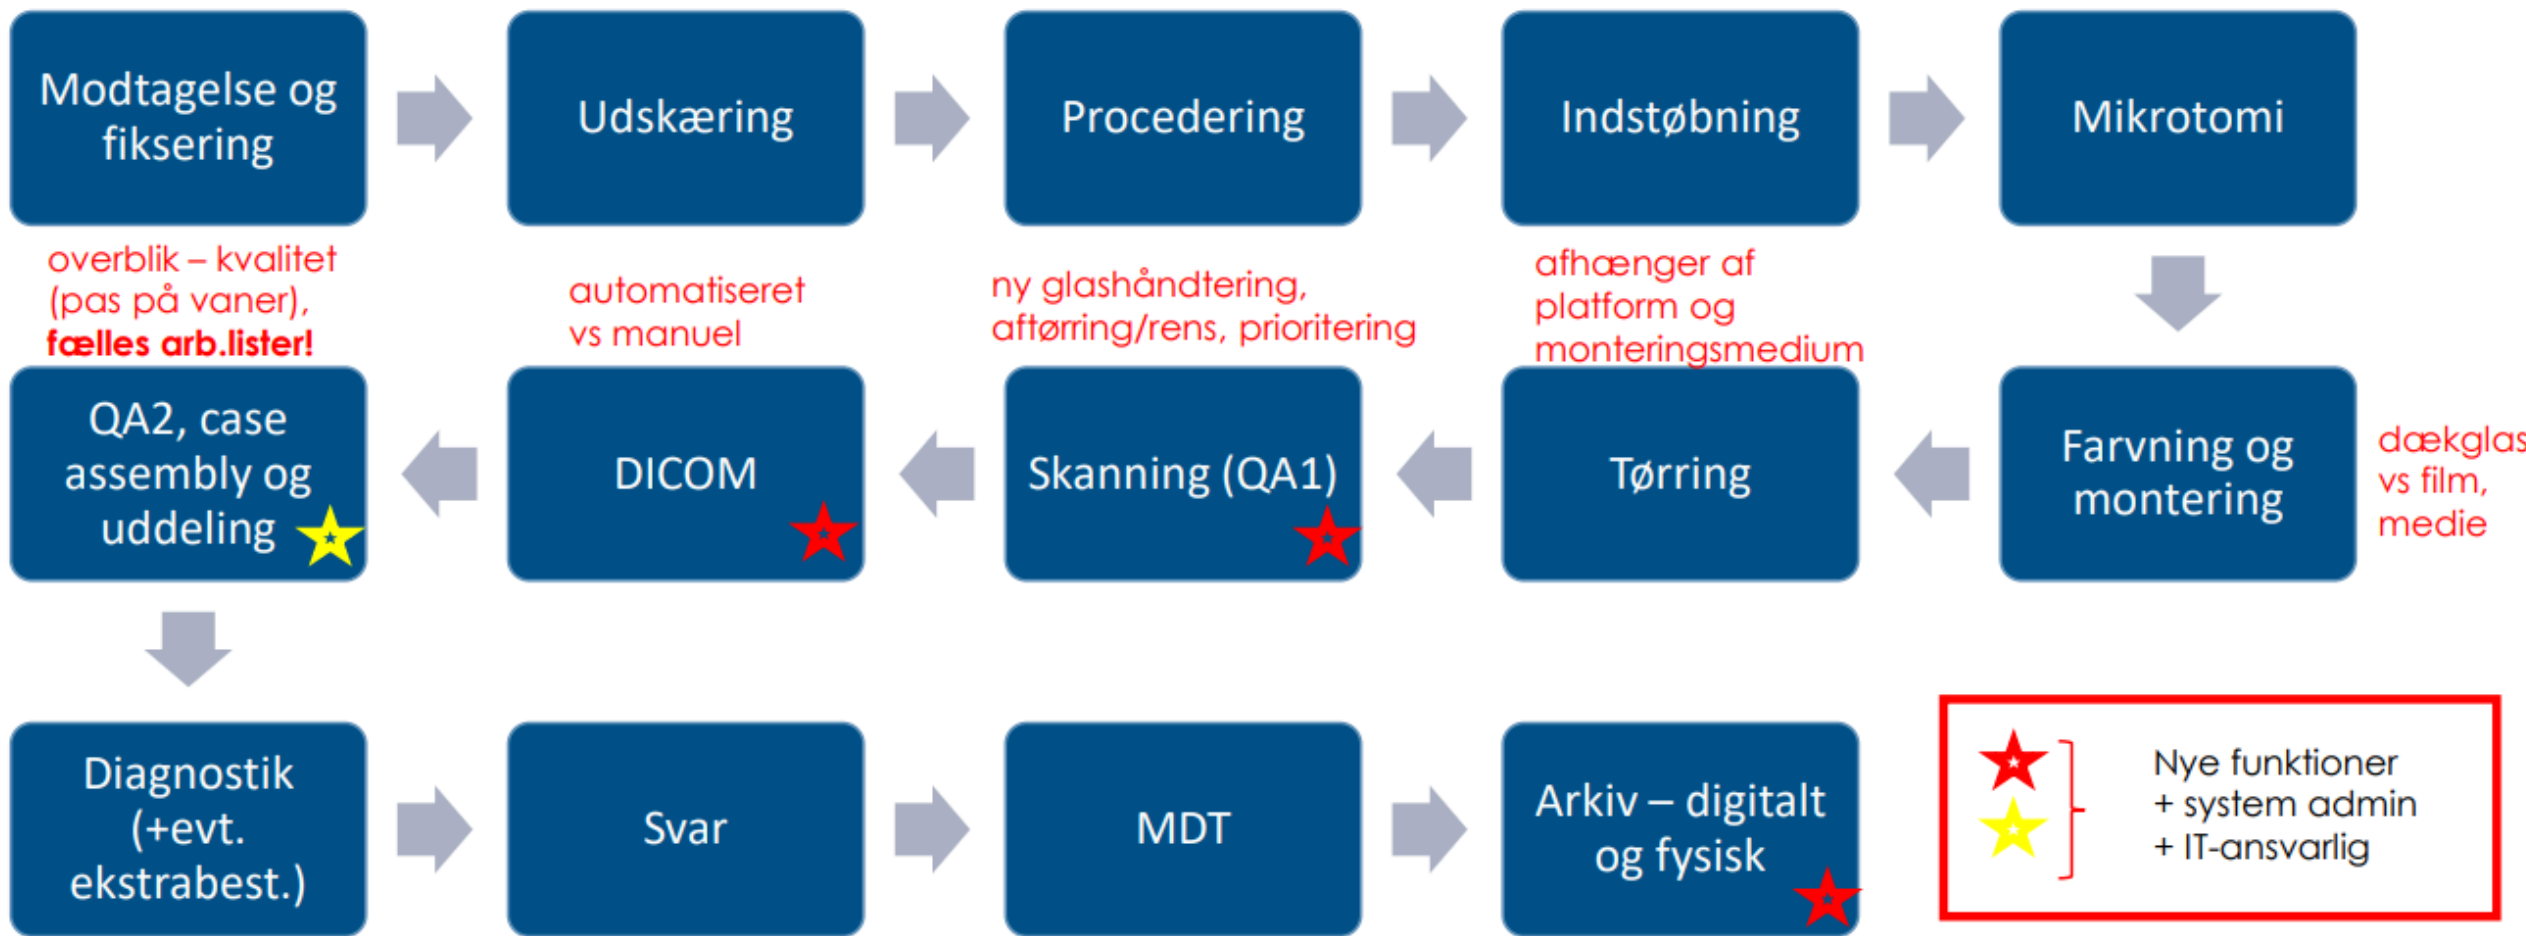 Modtagelse og
fiksering
Udskæring
Procedering
Indstøbning
Mikrotomi
overblik – kvalitet
(pas på vaner),
fælles arb.lister!
automatiseret
vs manuel
ny glashåndtering,
aftørring/rens, prioritering
afhænger af
platform og
monteringsmedium
QA2, case
assembly og
uddeling
DICOM
Skanning (QA1)
Tørring
Farvning og
montering
dækglas
vs film,
medie
Diagnostik
(+evt.
ekstrabest.)
Svar
MDT
Arkiv – digitalt
og fysisk
Nye funktioner
+ system admin
+ IT-ansvarlig